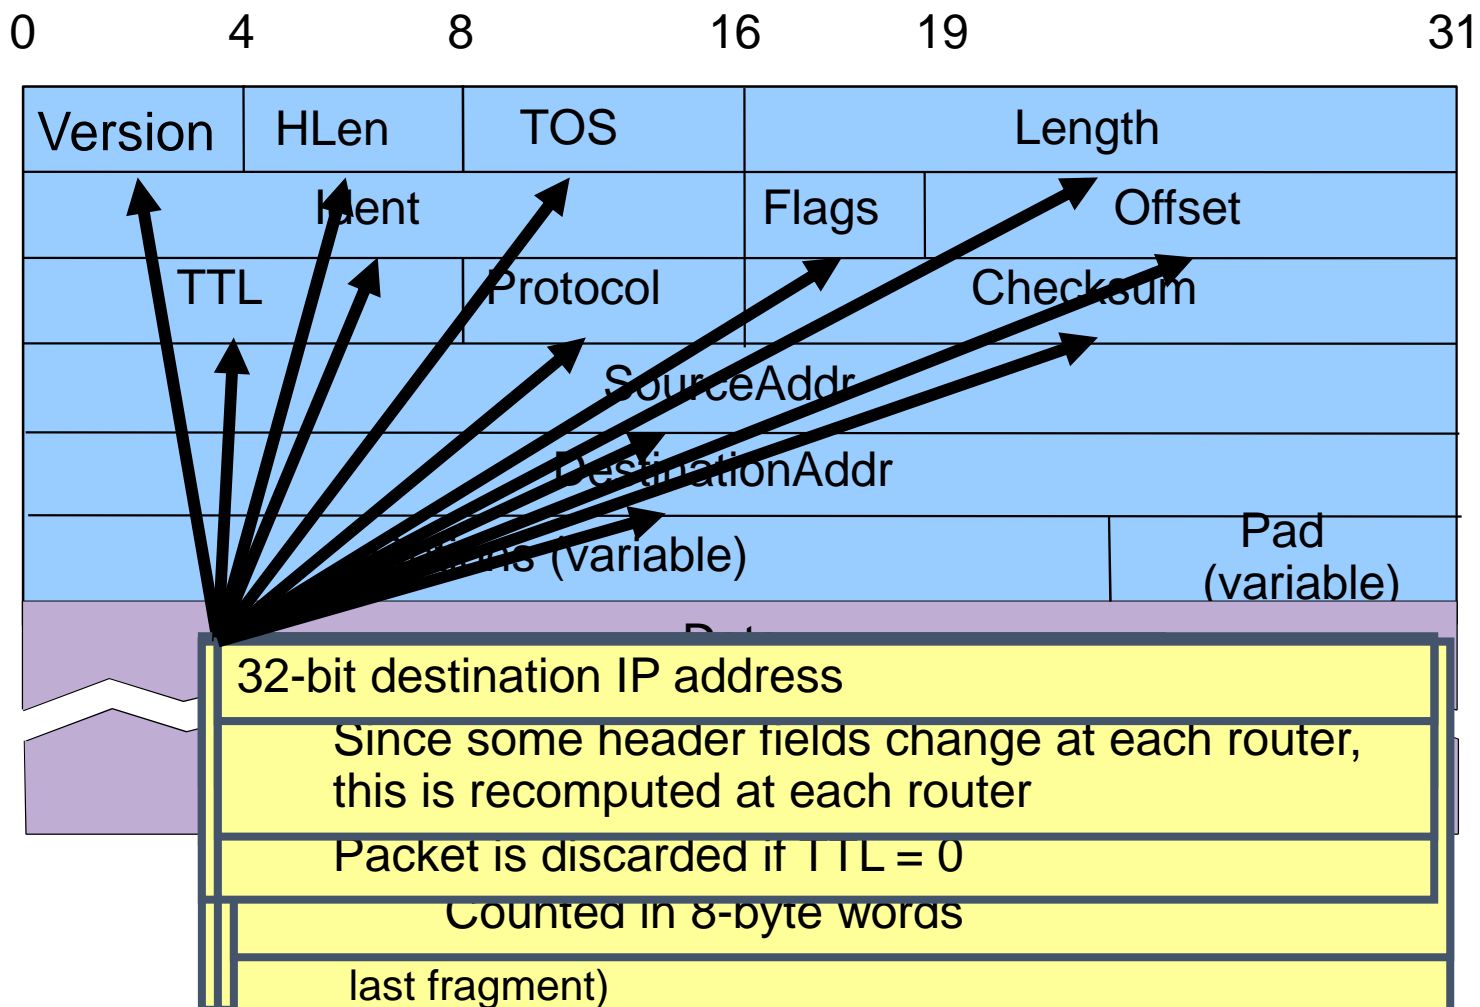 0 4 8 16 19 31
Version HLen TOS Length
Ident Flags Offset
TTL Protocol Checksum
SourceAddr
DestinationAddr
(variable)
Pad
(variable)
32-bit destination IP address
Since some header fields change at each router,
this is recomputed at each router
Packet is discarded if TTL = 0
Counted in 8-byte words
last fragment)